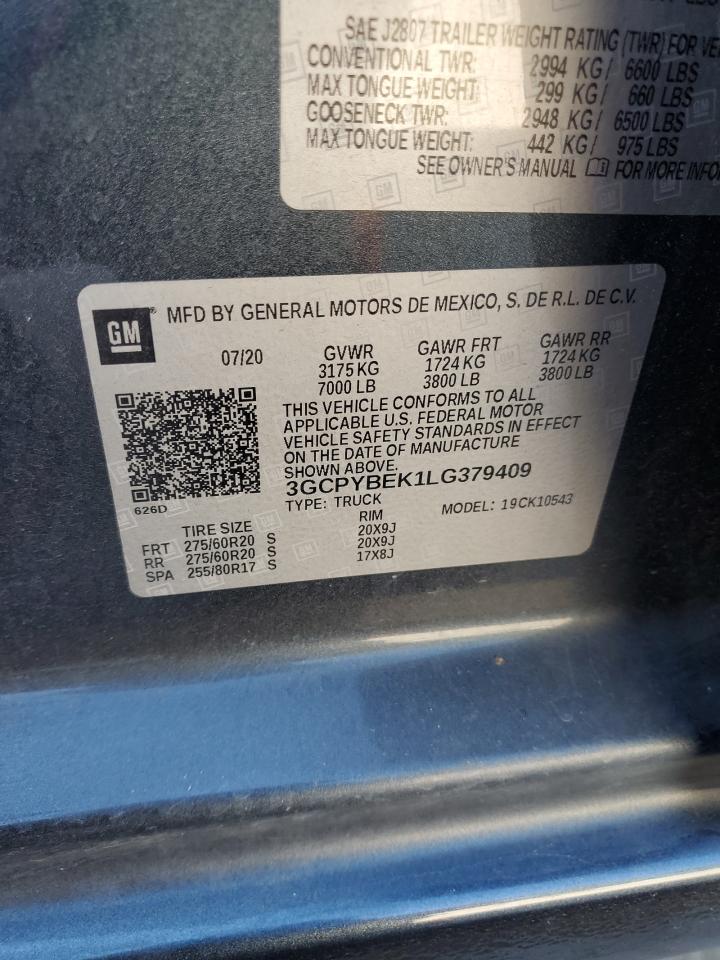 SAE J2807 TRAILER WEIGHT RATING (TWR) FOR
CONVENTIONAL TWR: 2994 KG/ 6600 LBS
MAX TONGUE WEIGHT: 299 KG/ 660 LBS
GOOSENECK TWR: 2948 KG/ 6500 LBS
MAX TONGUE WEIGHT: 442 KG/ 975 LBS
SEE OWNER'S MANUAL FOR MORE
GM
GM MFD BY GENERAL MOTORS DE MEXICO, S. DE R.L. DE C.V.
07/20 GVWR GAWR FRT GAWR RR
3175 KG 1724 KG 1724 KG
7000 LB 3800 LB 3800 LB
THIS VEHICLE CONFORMS TO ALL
APPLICABLE U.S. FEDERAL MOTOR
VEHICLE SAFETY STANDARDS IN EFFECT
ON THE DATE OF MANUFACTURE
SHOWN ABOVE.
3GCPYBEK1LG379409
626D TYPE: TRUCK MODEL: 19CK10543
TIRE SIZE RIM
FRT 275/60R20 S 20X9J
RR 275/60R20 S 20X9J
SPA 255/80R17 S 17X8J